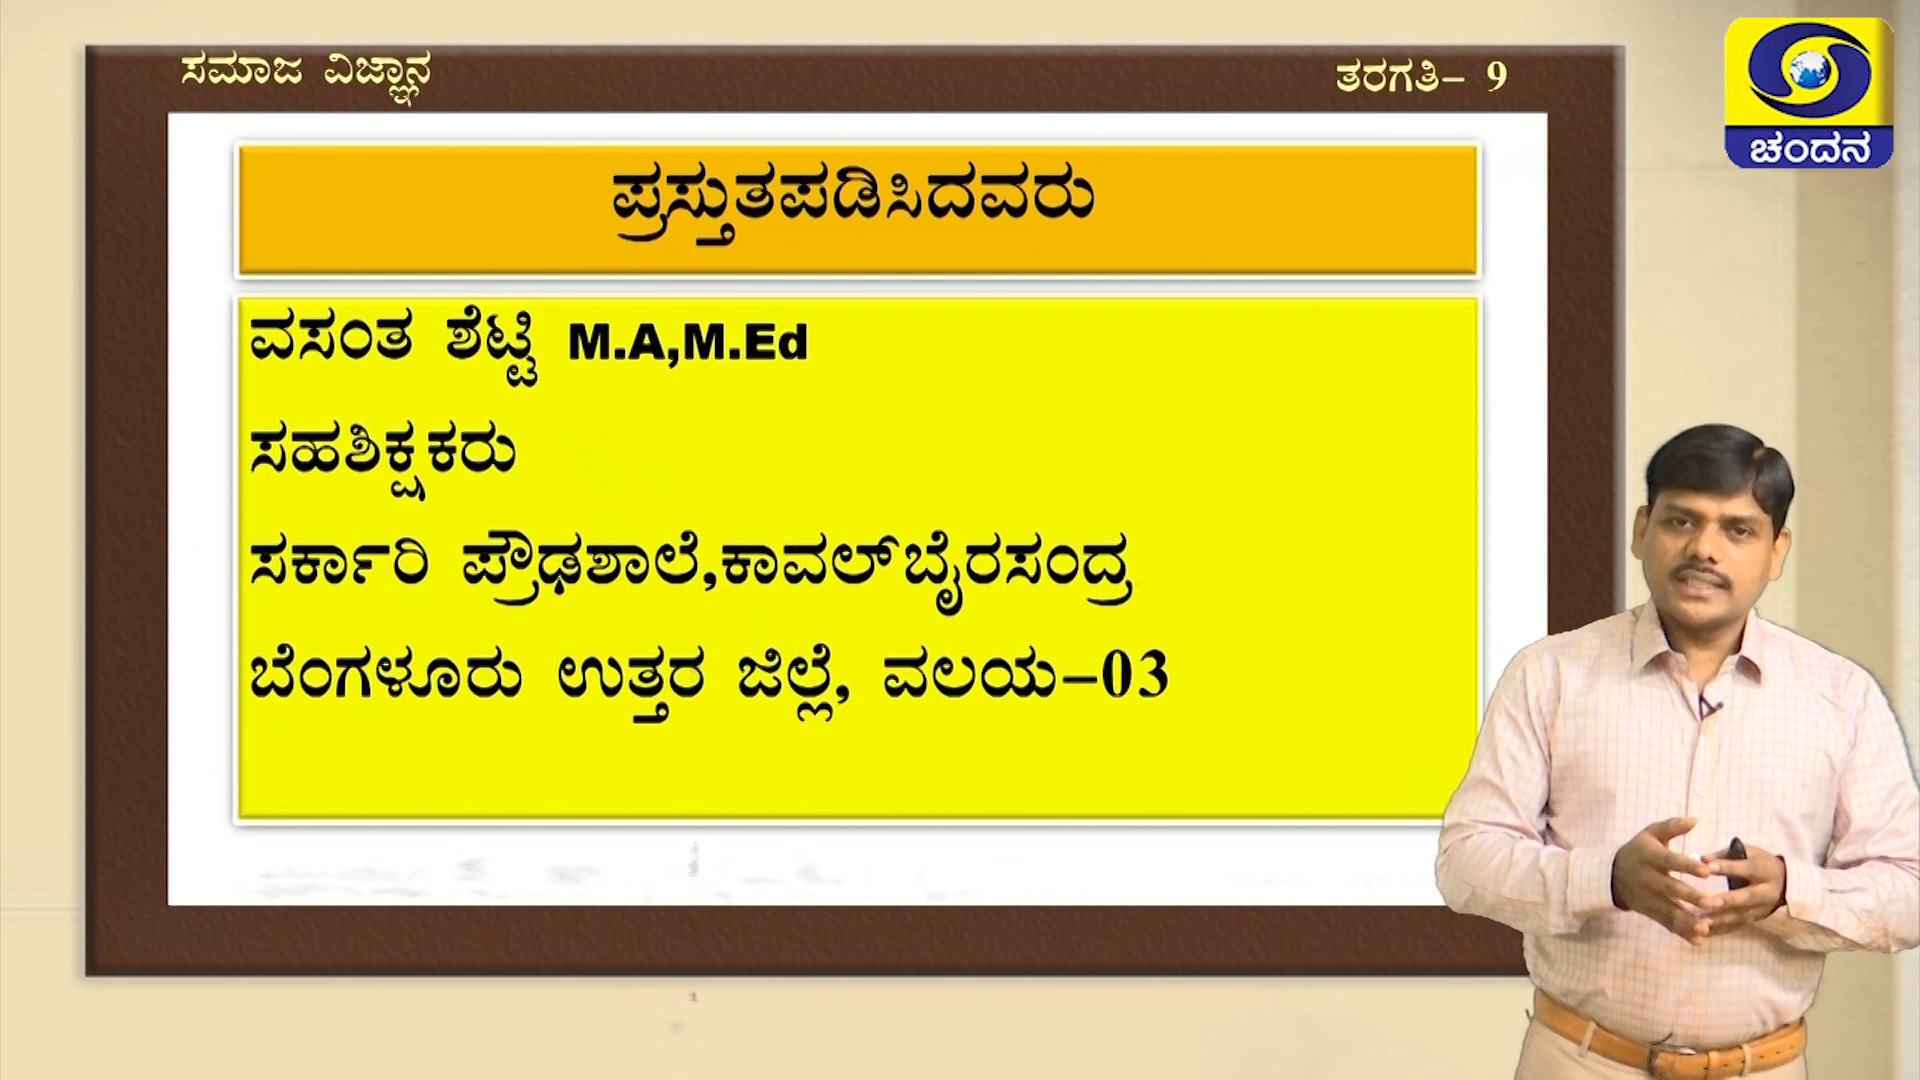 ಸಮಾಜ ವಿಜ್ಞಾನ
ತರಗತಿ– 9
ಚಂದನ
ಪ್ರಸ್ತುತಪಡಿಸಿದವರು
ವಸಂತ ಶೆಟ್ಟಿ M.A,M.Ed
ಸಹಶಿಕ್ಷಕರು
ಸರ್ಕಾರಿ ಪ್ರೌಢಶಾಲೆ,ಕಾವಲ್‌ಬೈರಸಂದ್ರ
ಬೆಂಗಳೂರು ಉತ್ತರ ಜಿಲ್ಲೆ, ವಲಯ–03